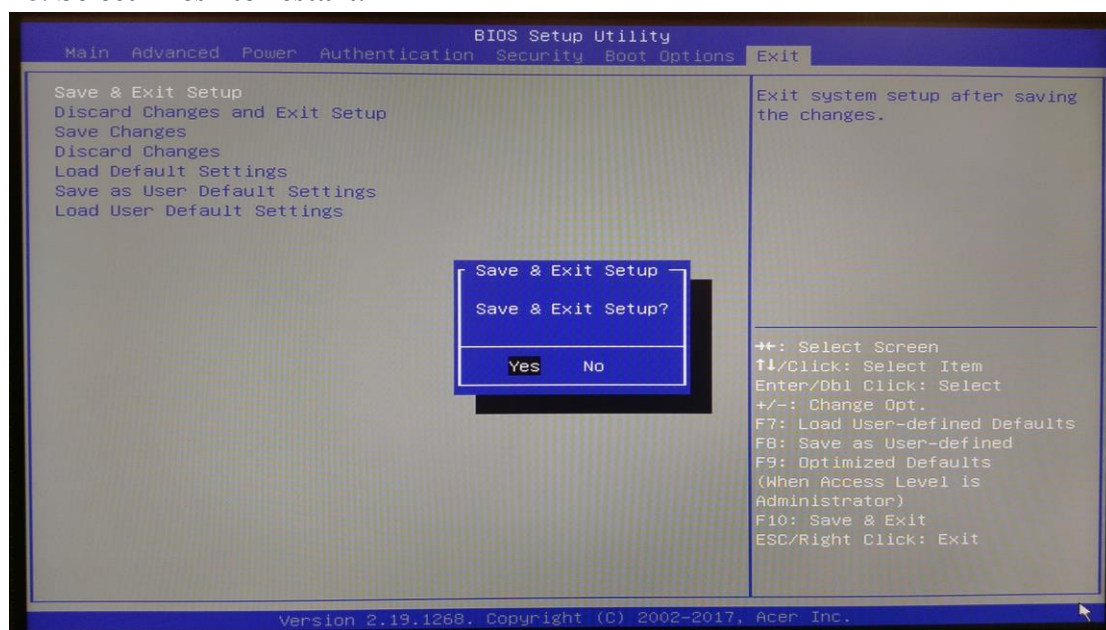 BIOS Setup Utility
Main Advanced Power Authentication Security Boot Options Exit
Save & Exit Setup
Discard Changes and Exit Setup
Save Changes
Discard Changes
Load Default Settings
Save as User Default Settings
Load User Default Settings
Exit system setup after saving
the changes.
Save & Exit Setup
Save & Exit Setup?
Yes No
→←: Select Screen
↑↓/Click: Select Item
Enter/Dbl Click: Select
+/-: Change Opt.
F7: Load User-defined Defaults
F8: Save as User-defined
F9: Optimized Defaults
(When Access Level is
Administrator)
F10: Save & Exit
ESC/Right Click: Exit
Version 2.19.1268. Copyright (C) 2002-2017, Acer Inc.